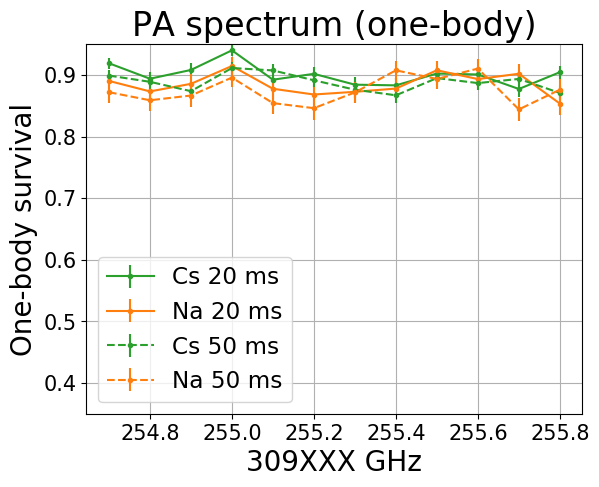 PA spectrum (one-body)
One-body survival
0.9
0.8
0.7
0.6
0.5
0.4
Cs 20 ms
Na 20 ms
Cs 50 ms
Na 50 ms
254.8 255.0 255.2 255.4 255.6 255.8
309XXX GHz